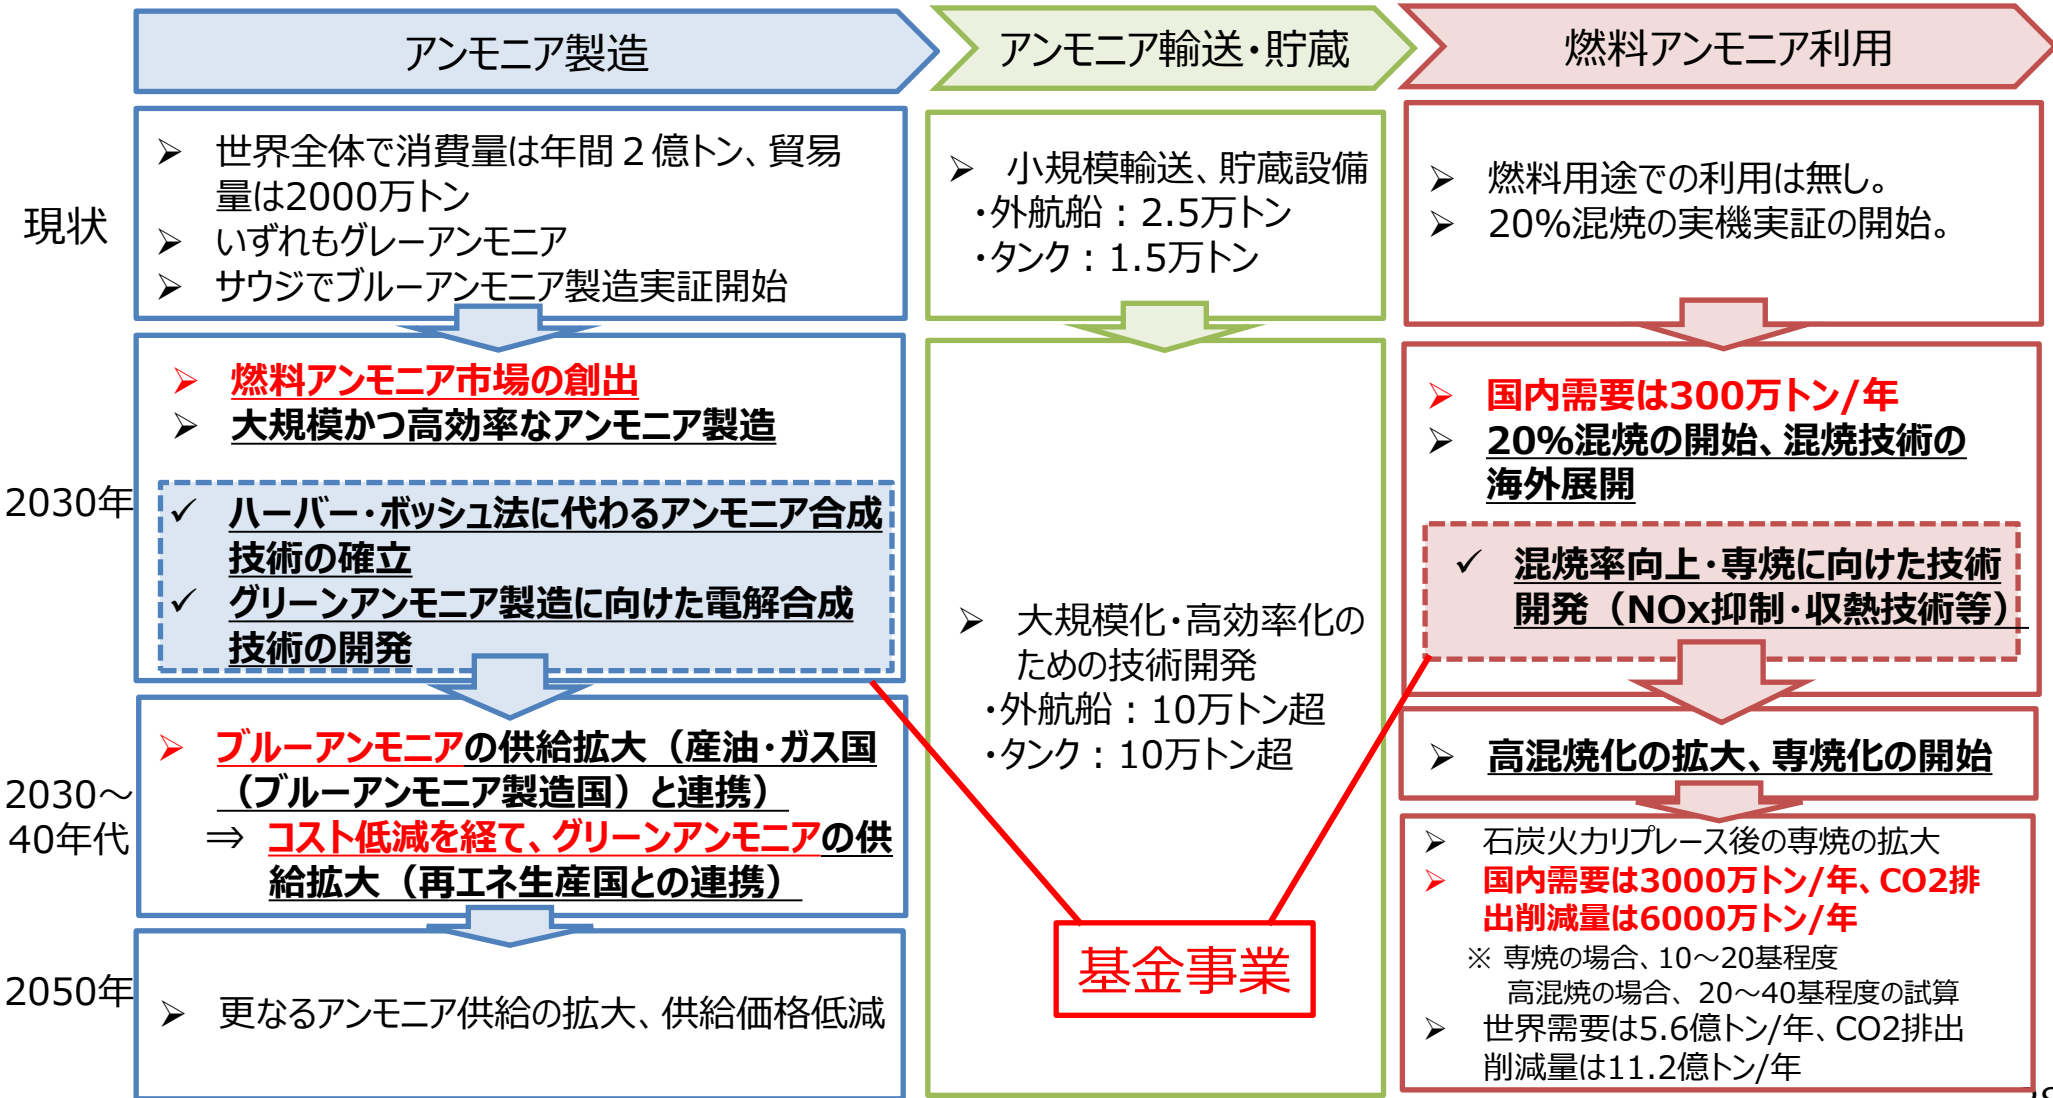 アンモニア製造
アンモニア輸送・貯蔵
燃料アンモニア利用
現状
➢ 世界全体で消費量は年間２億トン、貿易
量は2000万トン
➢ いずれもグレーアンモニア
➢ サウジでブルーアンモニア製造実証開始
➢ 小規模輸送、貯蔵設備
・外航船：2.5万トン
・タンク：1.5万トン
➢ 燃料用途での利用は無し。
➢ 20%混焼の実機実証の開始。
2030年
➢ 燃料アンモニア市場の創出
➢ 大規模かつ高効率なアンモニア製造
✓ ハーバー・ボッシュ法に代わるアンモニア合成
技術の確立
✓ グリーンアンモニア製造に向けた電解合成
技術の開発
➢ 大規模化・高効率化の
ための技術開発
・外航船：10万トン超
・タンク：10万トン超
➢ 国内需要は300万トン/年
➢ 20%混焼の開始、混焼技術の
海外展開
✓ 混焼率向上・専焼に向けた技術
開発（NOx抑制・収熱技術等）
2030～
40年代
➢ ブルーアンモニアの供給拡大（産油・ガス国
（ブルーアンモニア製造国）と連携）
⇒ コスト低減を経て、グリーンアンモニアの供
給拡大（再エネ生産国との連携）
➢ 高混焼化の拡大、専焼化の開始
2050年
➢ 更なるアンモニア供給の拡大、供給価格低減
基金事業
➢ 石炭火力リプレース後の専焼の拡大
➢ 国内需要は3000万トン/年、CO2排
出削減量は6000万トン/年
※ 専焼の場合、10～20基程度
高混焼の場合、20～40基程度の試算
➢ 世界需要は5.6億トン/年、CO2排出
削減量は11.2億トン/年